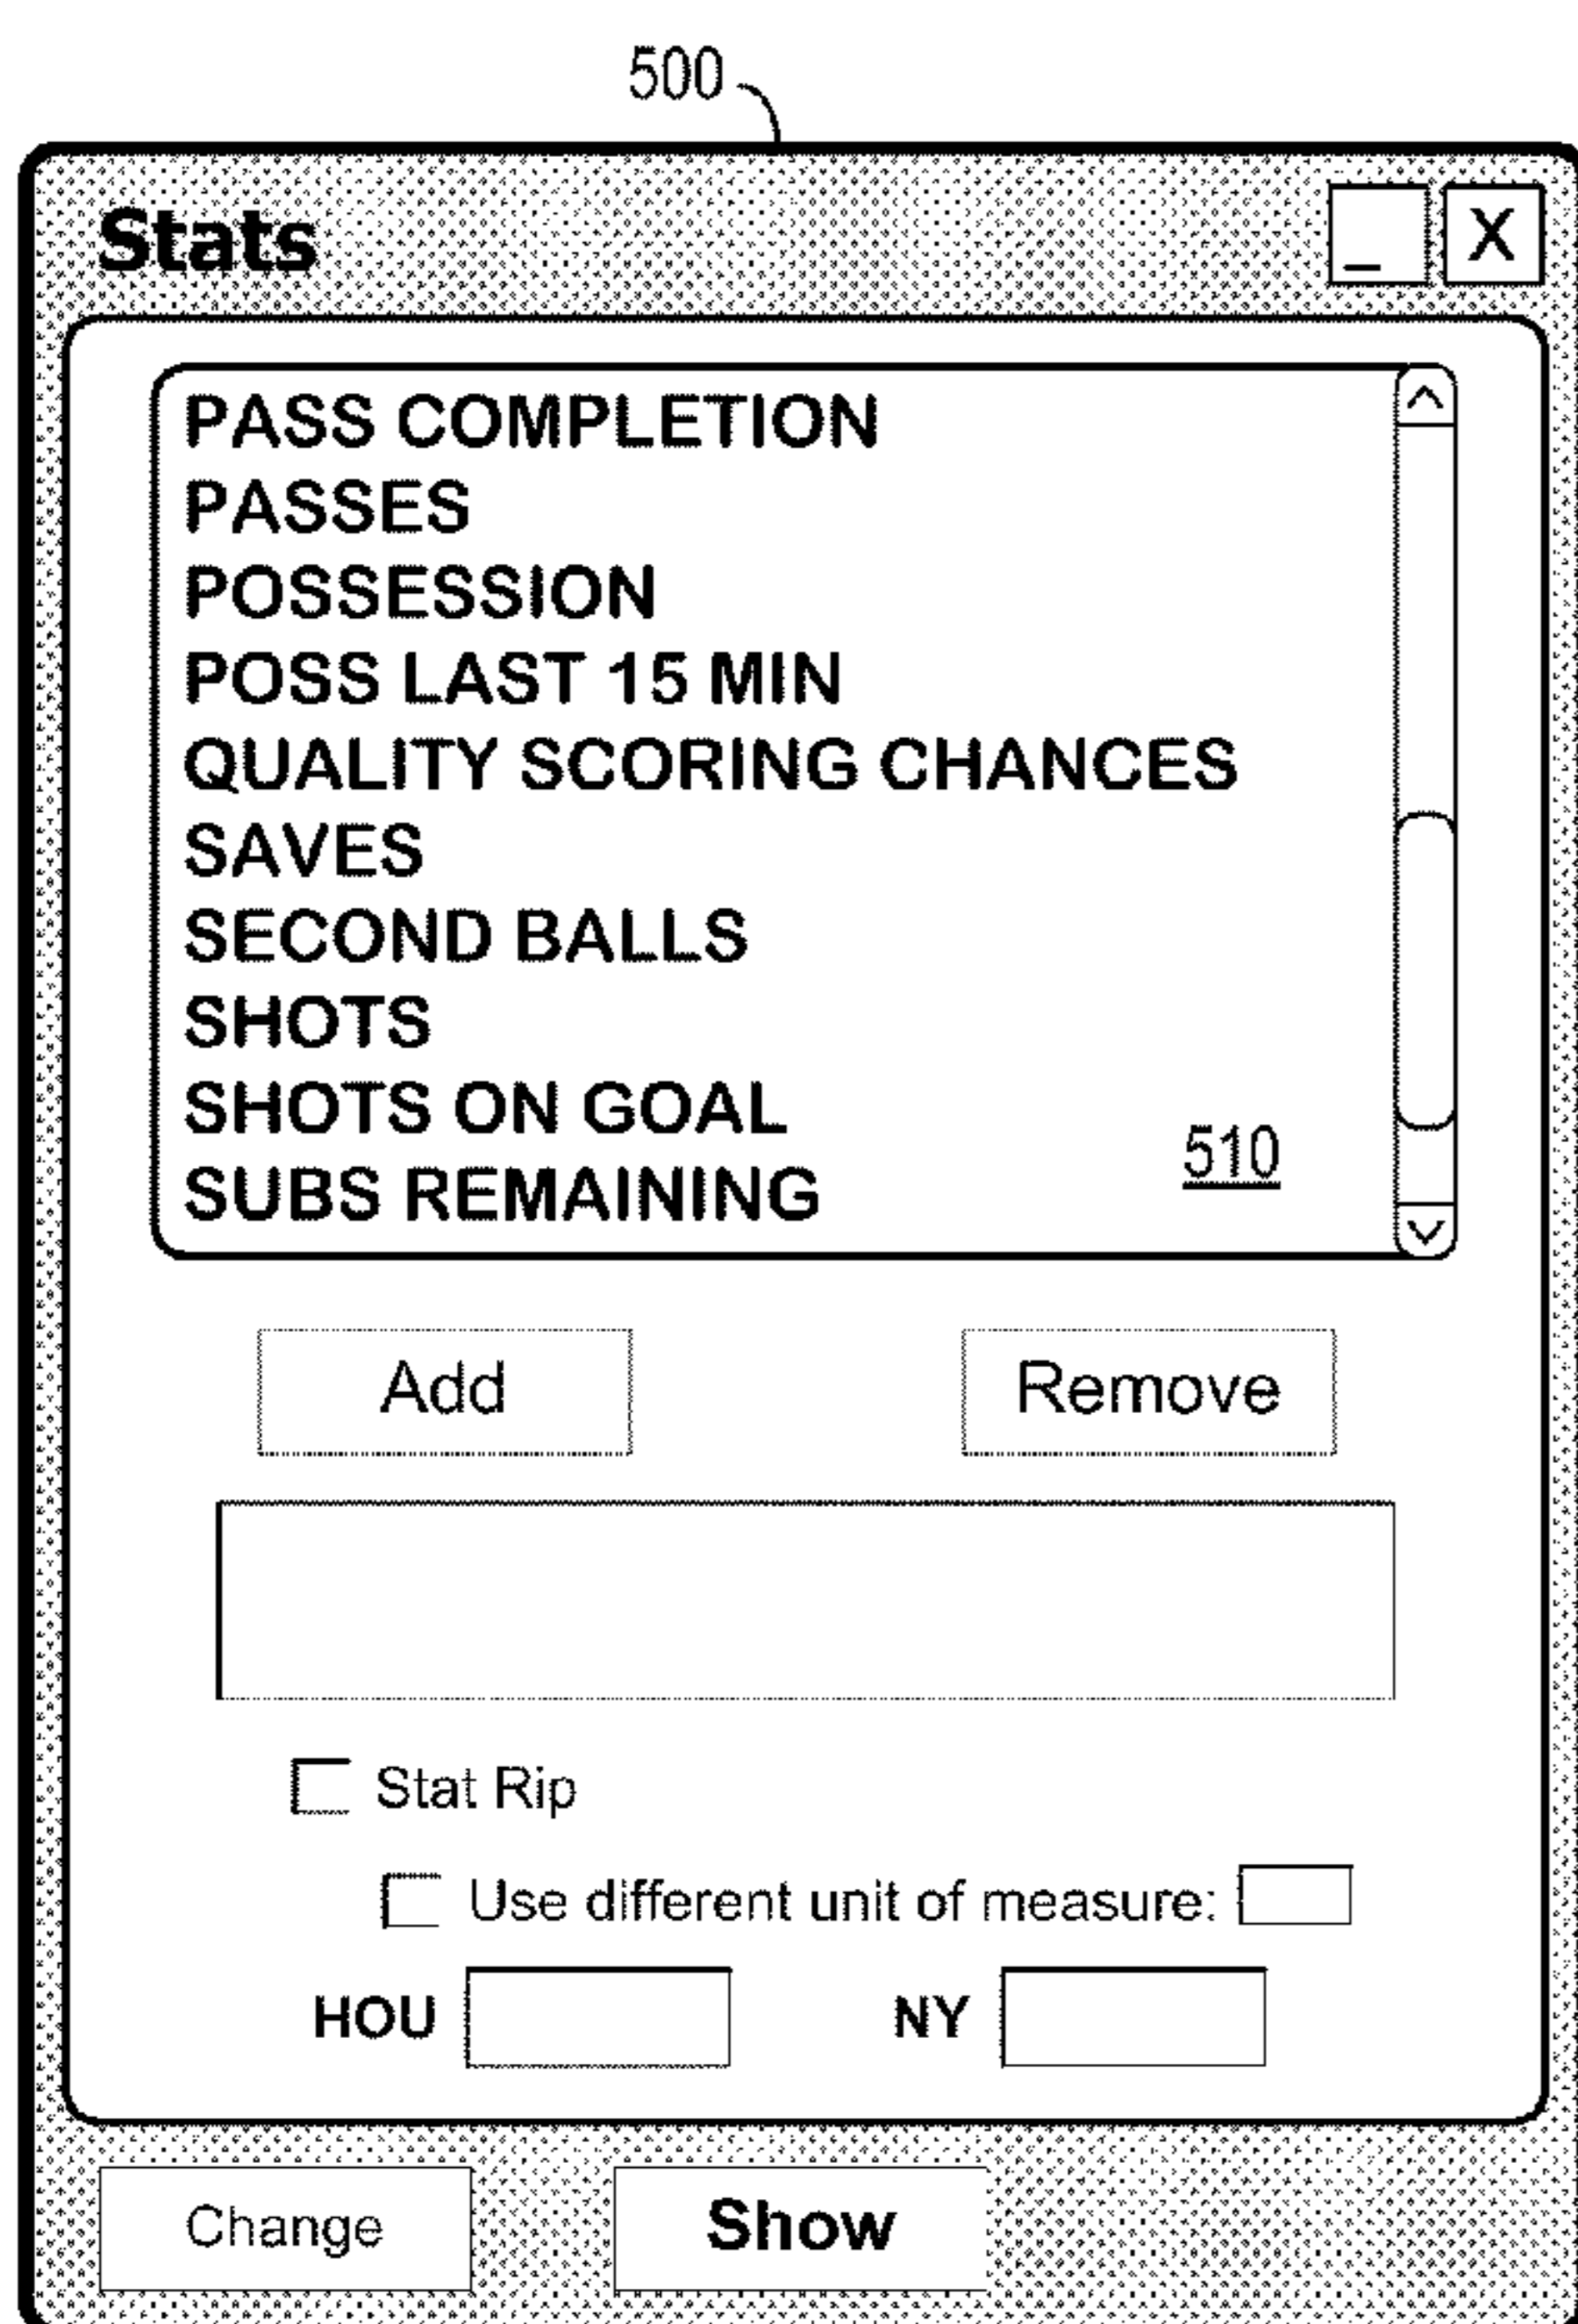 500
Stats
_ X
PASS COMPLETION
PASSES
POSSESSION
POSS LAST 15 MIN
QUALITY SCORING CHANCES
SAVES
SECOND BALLS
SHOTS
SHOTS ON GOAL
510
SUBS REMAINING
Add Remove
Stat Rip
Use different unit of measure:
HOU NY
Change Show